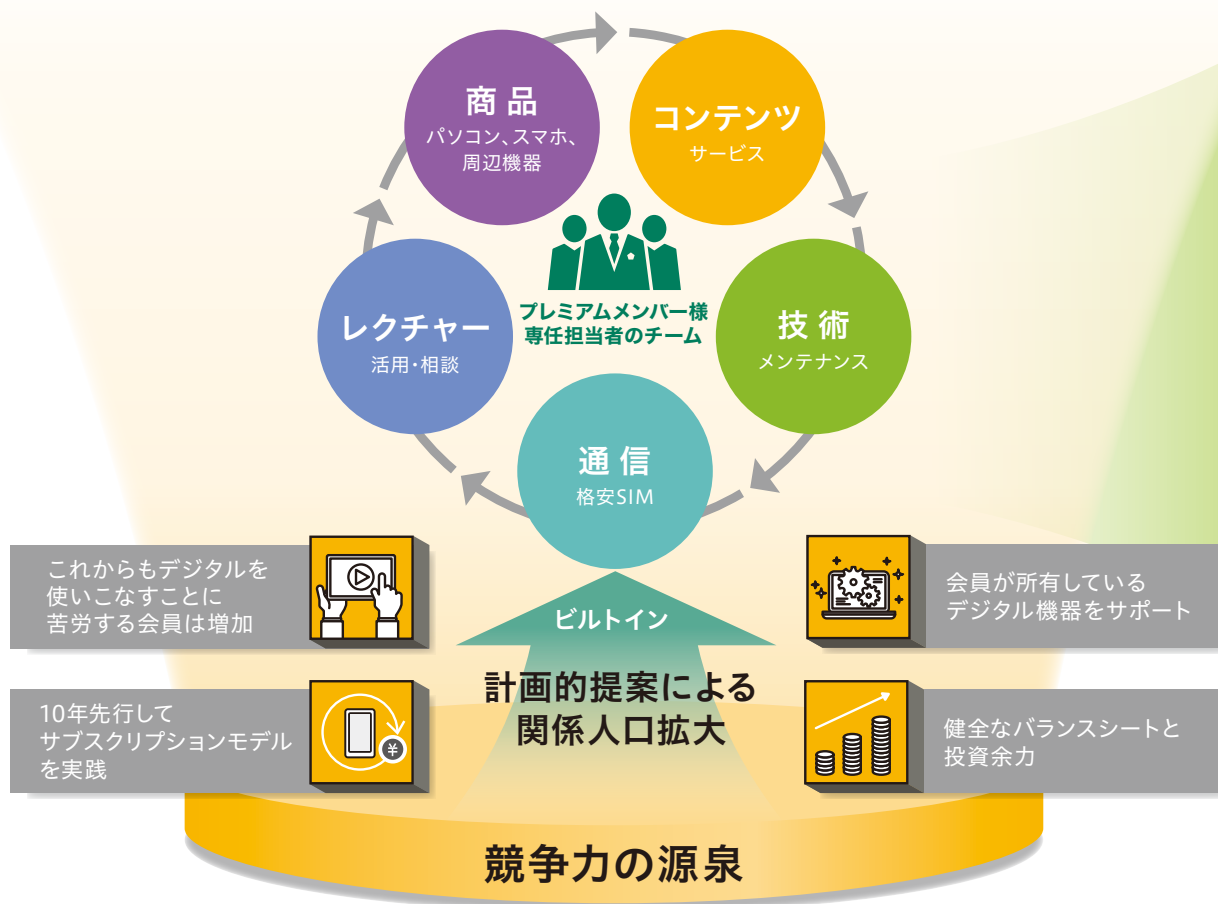 商品
パソコン、スマホ、
周辺機器
コンテンツ
サービス
レクチャー
活用・相談
プレミアムメンバー様
専任担当者のチーム
技術
メンテナンス
通信
格安SIM
これからもデジタルを
使いこなすことに
苦労する会員は増加
ビルトイン
会員が所有している
デジタル機器をサポート
10年先行して
サブスクリプションモデル
を実践
¥
計画的提案による
関係人口拡大
健全なバランスシートと
投資余力
競争力の源泉